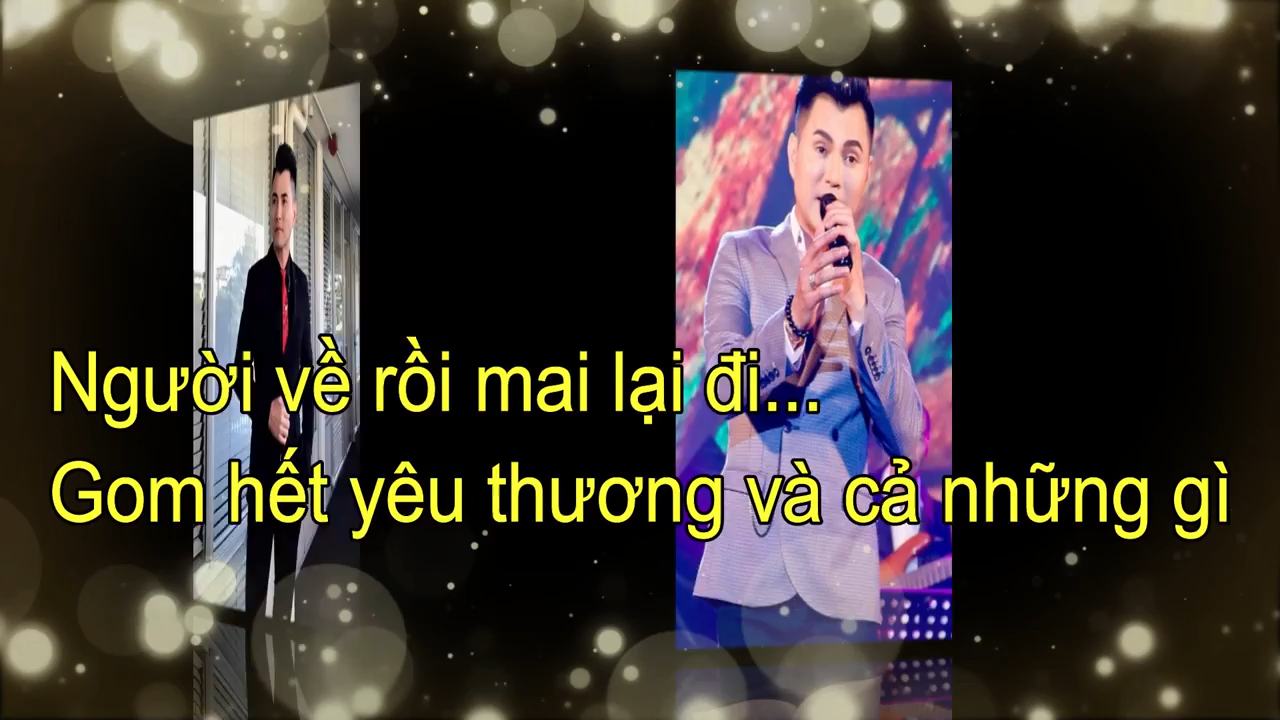 Người về rồi mai lại đi...
Gom hết yêu thương và cả những gì